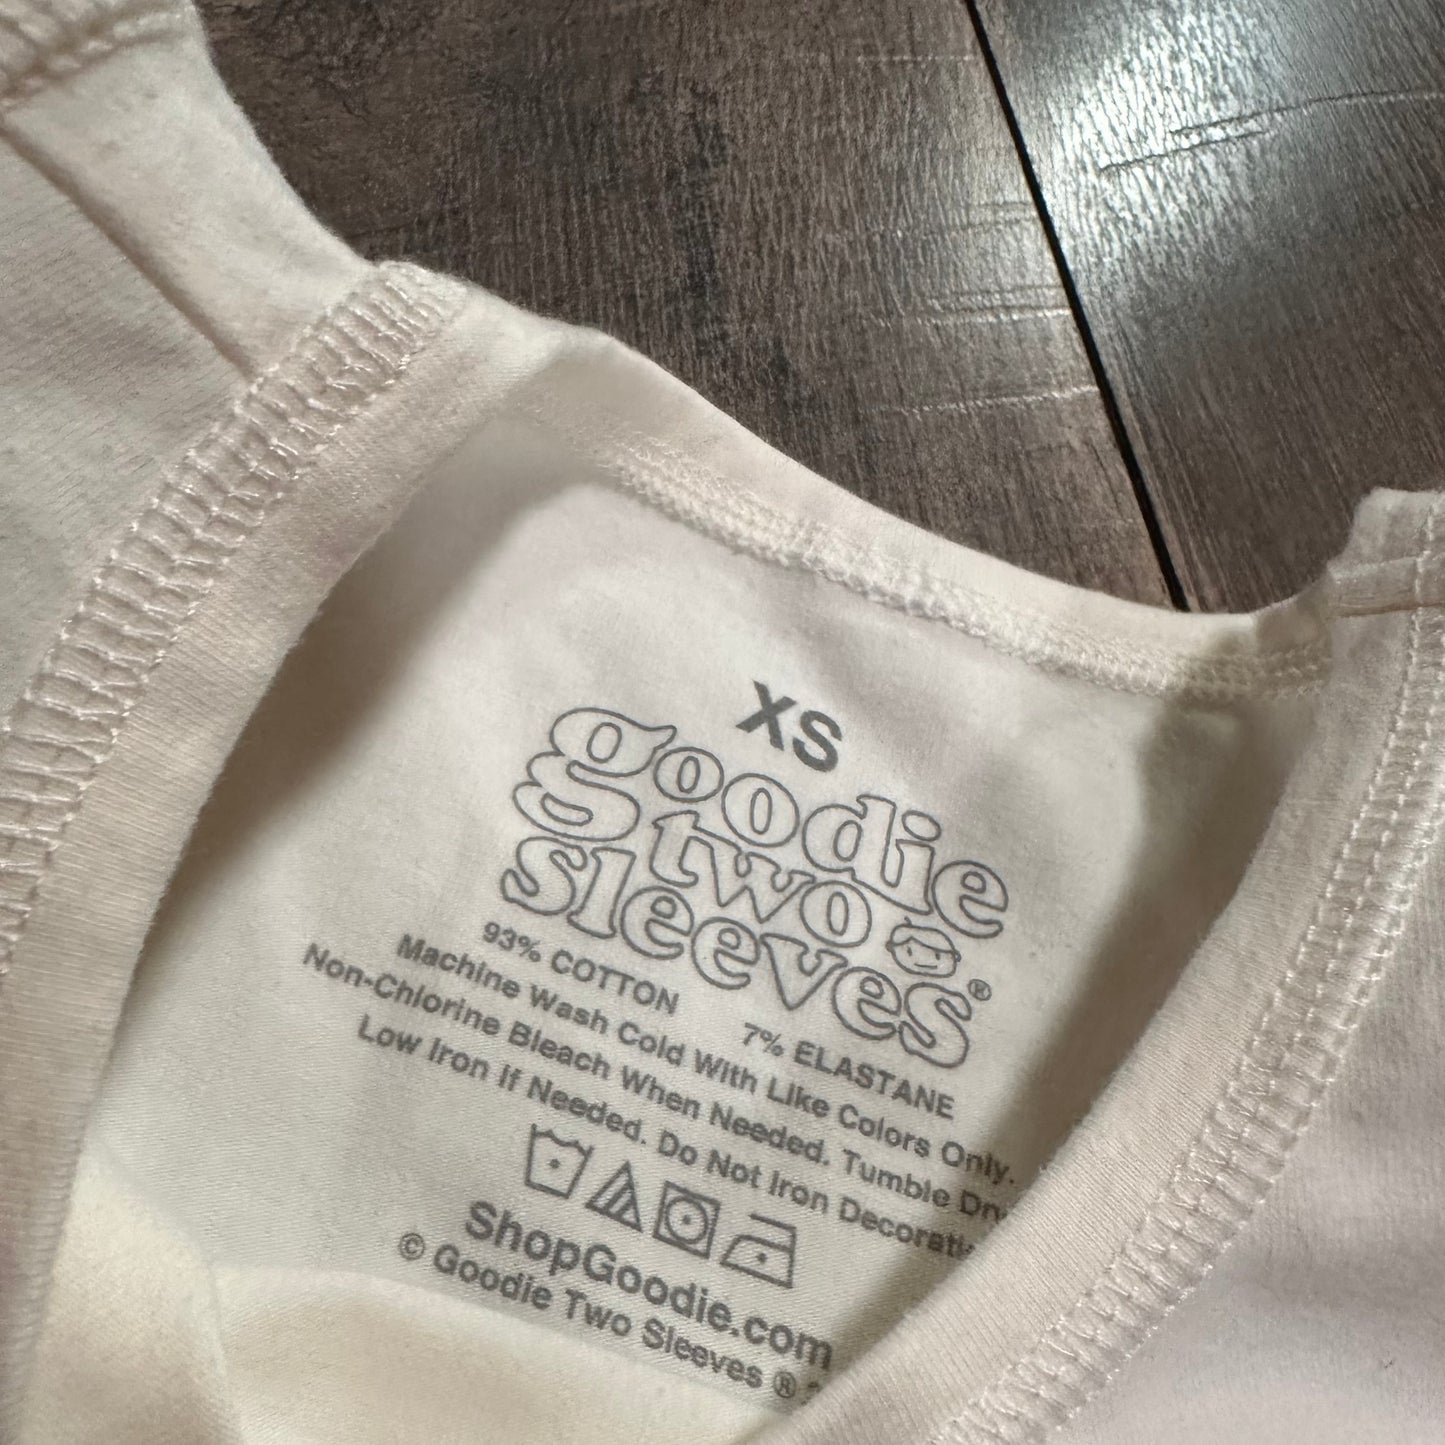 XS
goodie
two
sleeves®
93% COTTON 7% ELASTANE
Machine Wash Cold With Like Colors Only.
Non-Chlorine Bleach When Needed. Tumble
Low Iron If Needed. Do Not Iron
ShopGoodie.com
© Goodie Two Sleeves ®